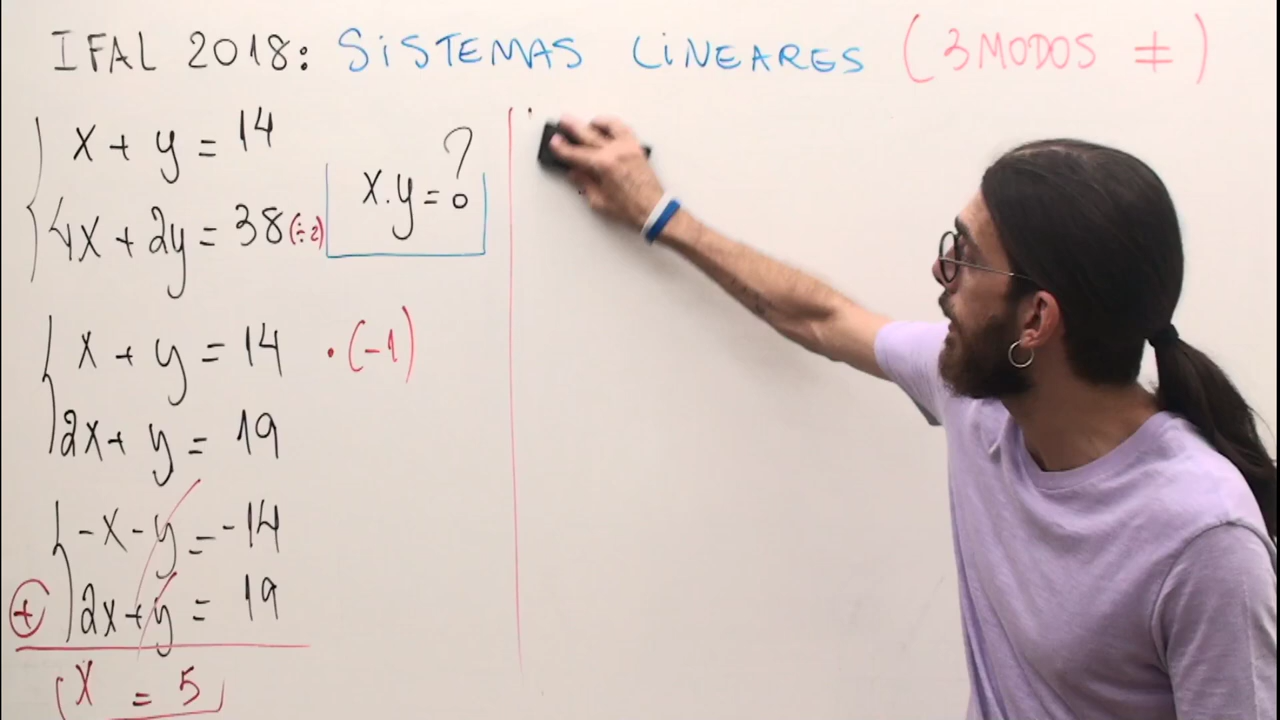 IFAL 2018: SISTEMAS LINEARES (3 MODOS ≠)
x + y = 14
4x + 2y = 38 (÷2)
x.y = ?
x + y = 14 · (-1)
2x + y = 19
-x - y = -14
(+) 2x + y = 19
x = 5